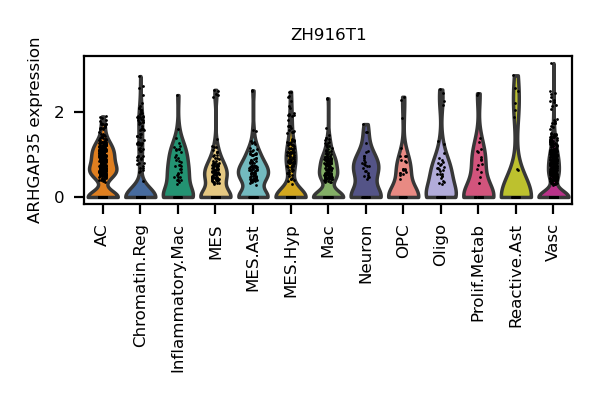 ZH916T1
ARHGAP35 expression
2
0
AC
Chromatin.Reg
Inflammatory.Mac
MES
MES.Ast
MES.Hyp
Mac
Neuron
OPC
Oligo
Prolif.Metab
Reactive.Ast
Vasc